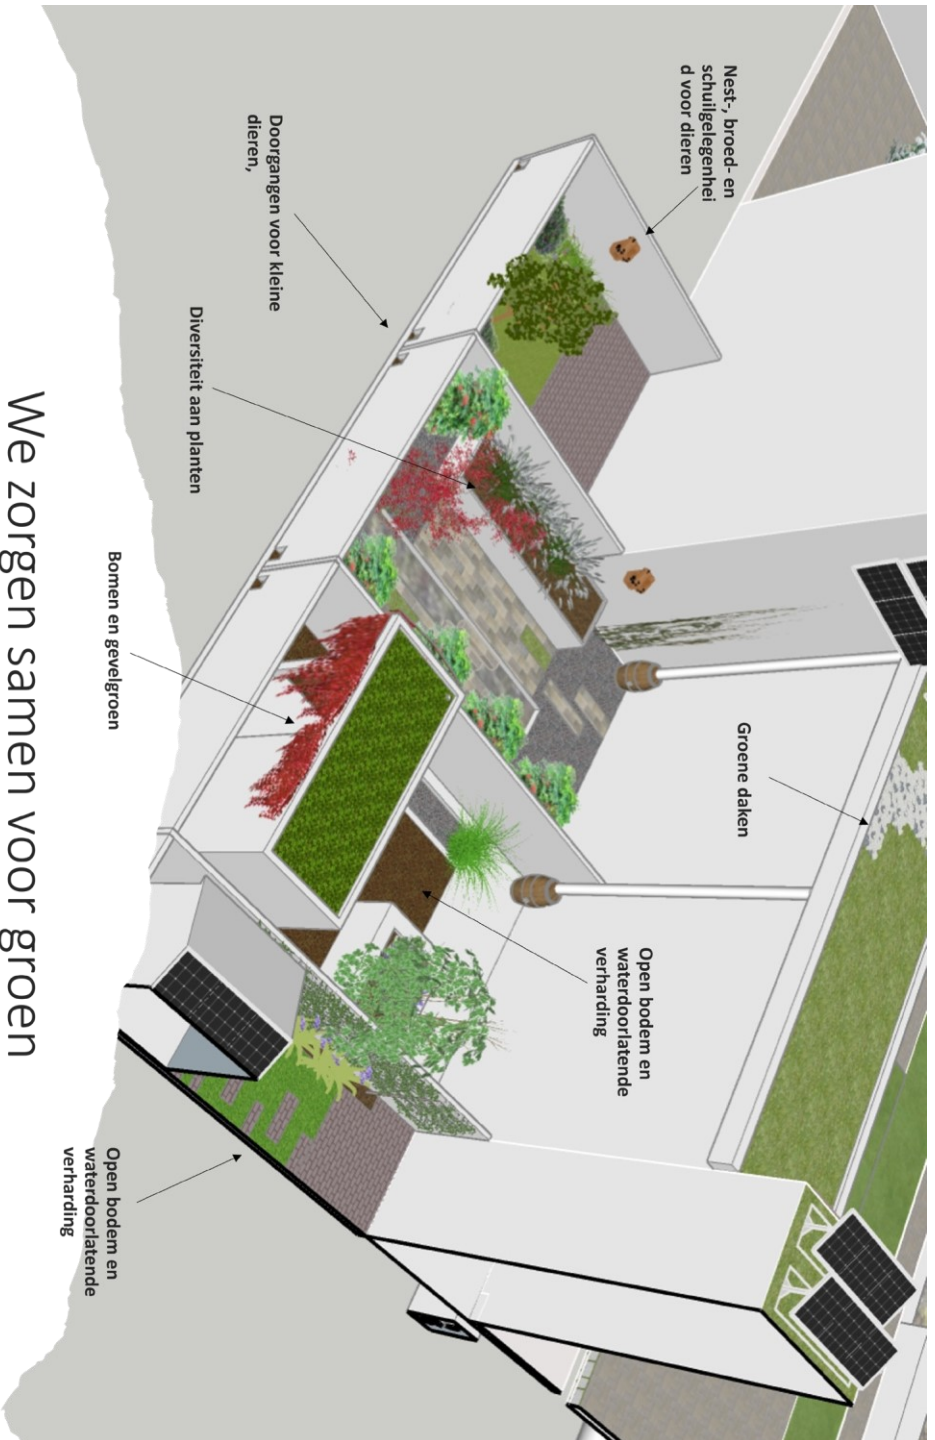 Nest-, broed- en
schuilgelegenhei
d voor dieren
Doorgangen voor kleine
dieren,
Diversiteit aan planten
Bomen en gevelgroen
Groene daken
Open bodem en
waterdoorlatende
verharding
Open bodem en
waterdoorlatende
verharding
We zorgen samen voor groen